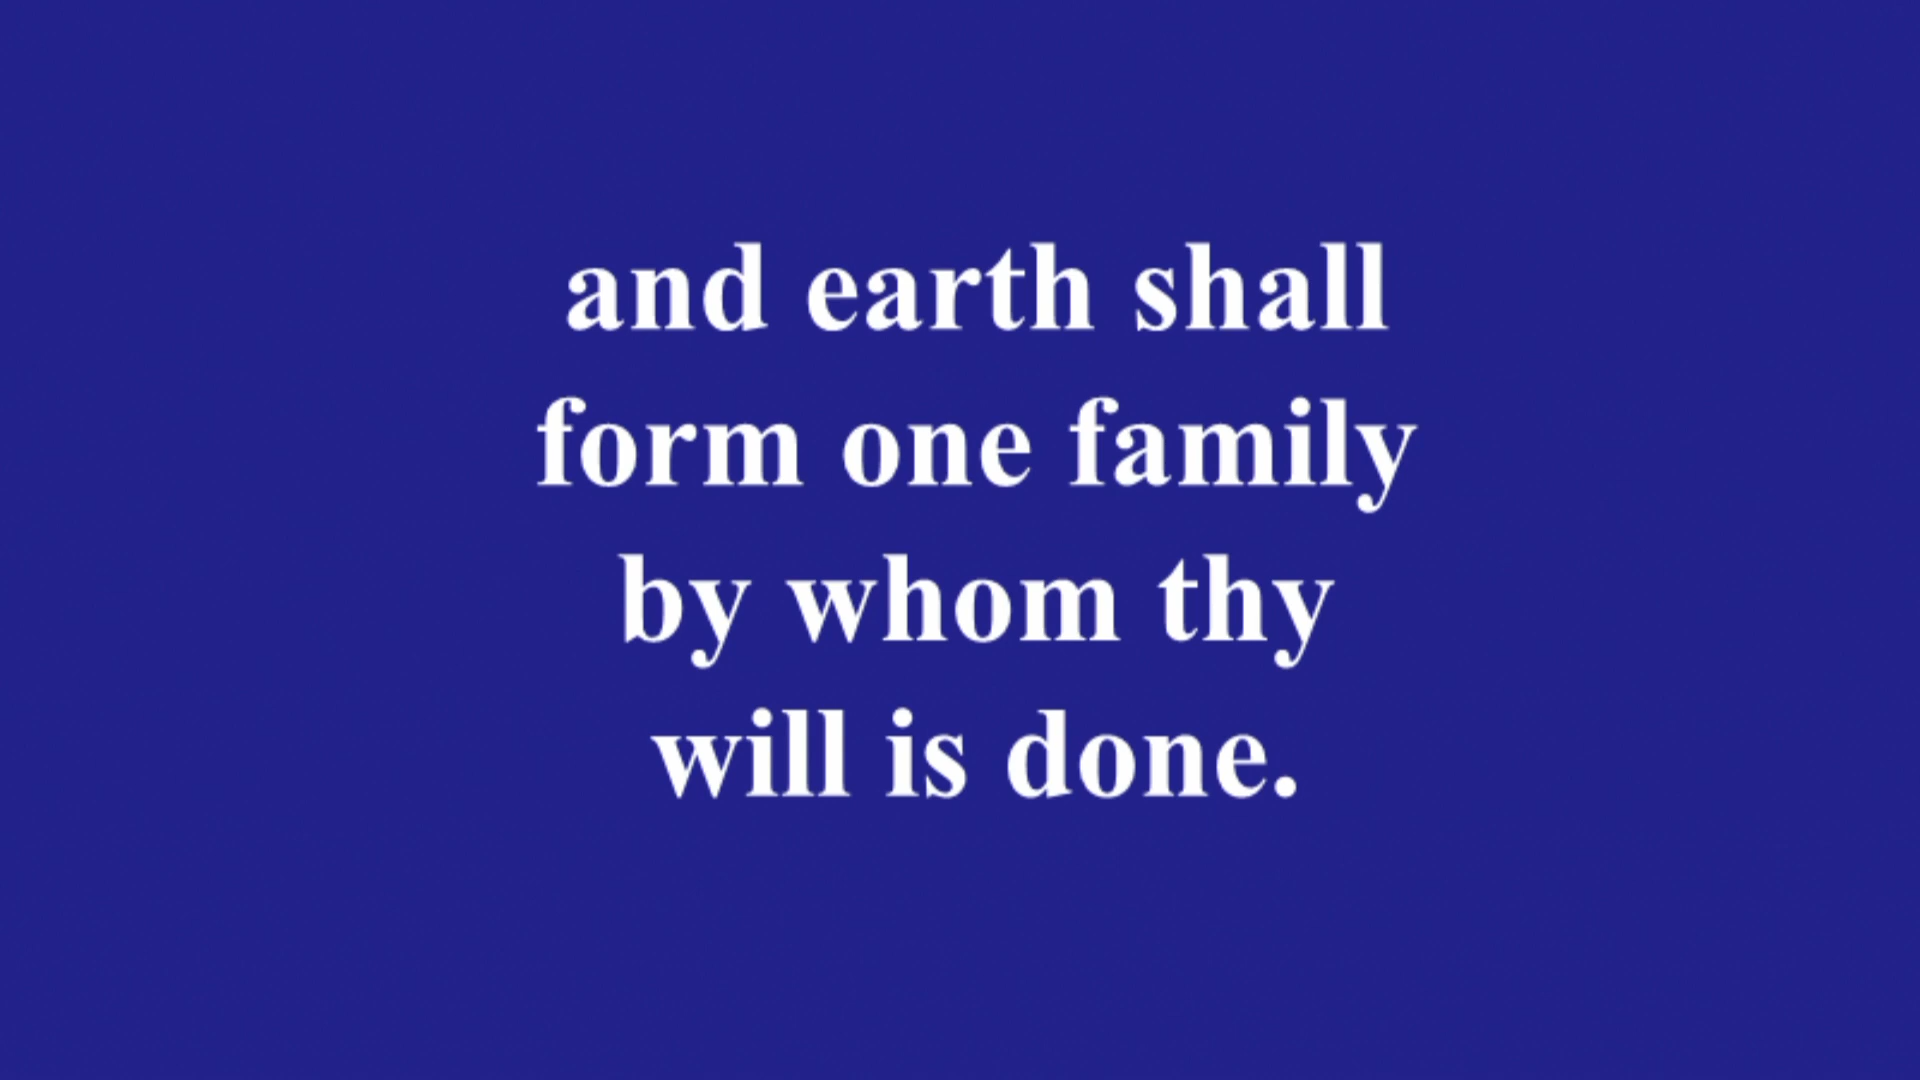 and earth shall
form one family
by whom thy
will is done.